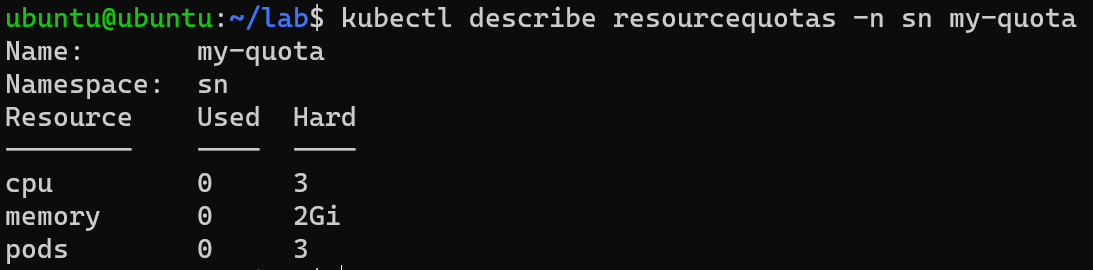 ubuntu@ubuntu:~/lab$ kubectl describe resourcequotas -n sn my-quota
Name:       my-quota
Namespace:  sn
Resource    Used  Hard
--------    ----  ----
cpu         0     3
memory      0     2Gi
pods        0     3